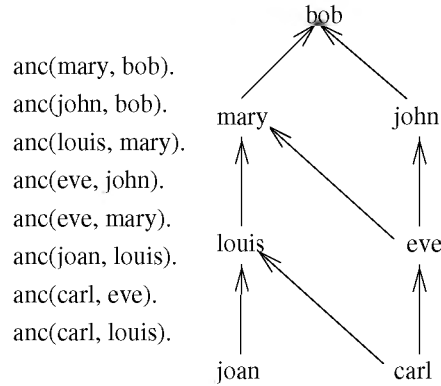 bob
anc(mary, bob).
anc(john, bob).
mary john
anc(louis, mary).
anc(eve, john).
anc(eve, mary).
louis eve
anc(joan, louis).
anc(carl, eve).
anc(carl, louis).
joan carl